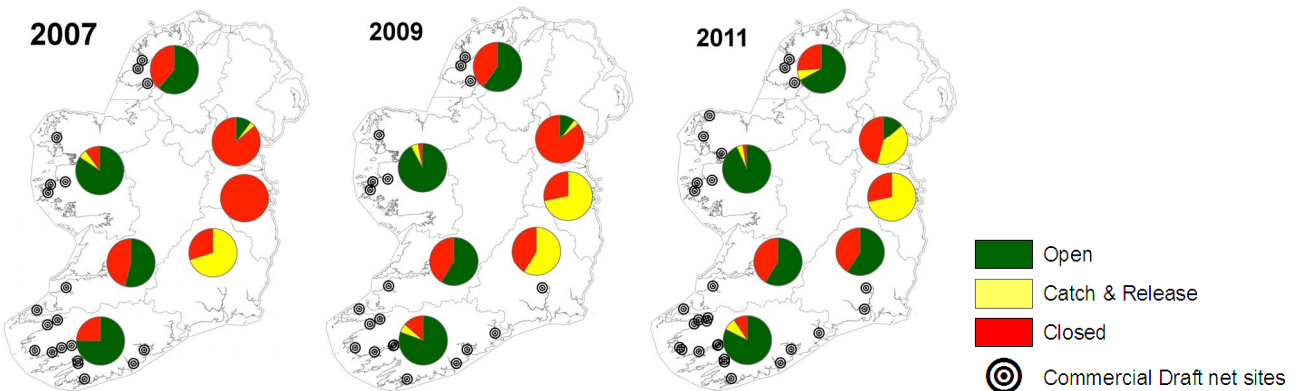 2007
2009
2011
Open
Catch & Release
Closed
Commercial Draft net sites